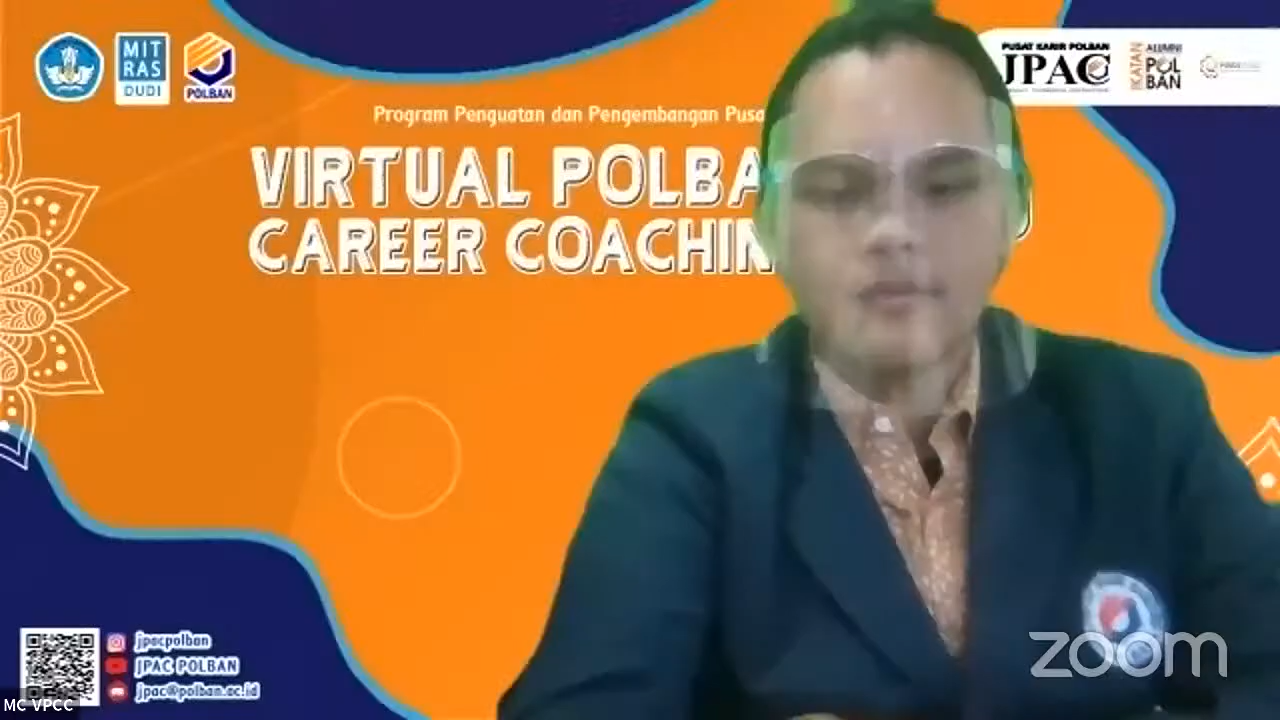 MIT
RAS
DUDI
POLBAN
PUSAT KARIR POLBAN
JPAC
IKATAN
ALUMNI
POL
BAN
Program Penguatan dan Pengembangan Pusa
VIRTUAL POLBA
CAREER COACHIN
jpacpolban
JPAC POLBAN
jpac@polban.ac.id
MC VPCC
zoom